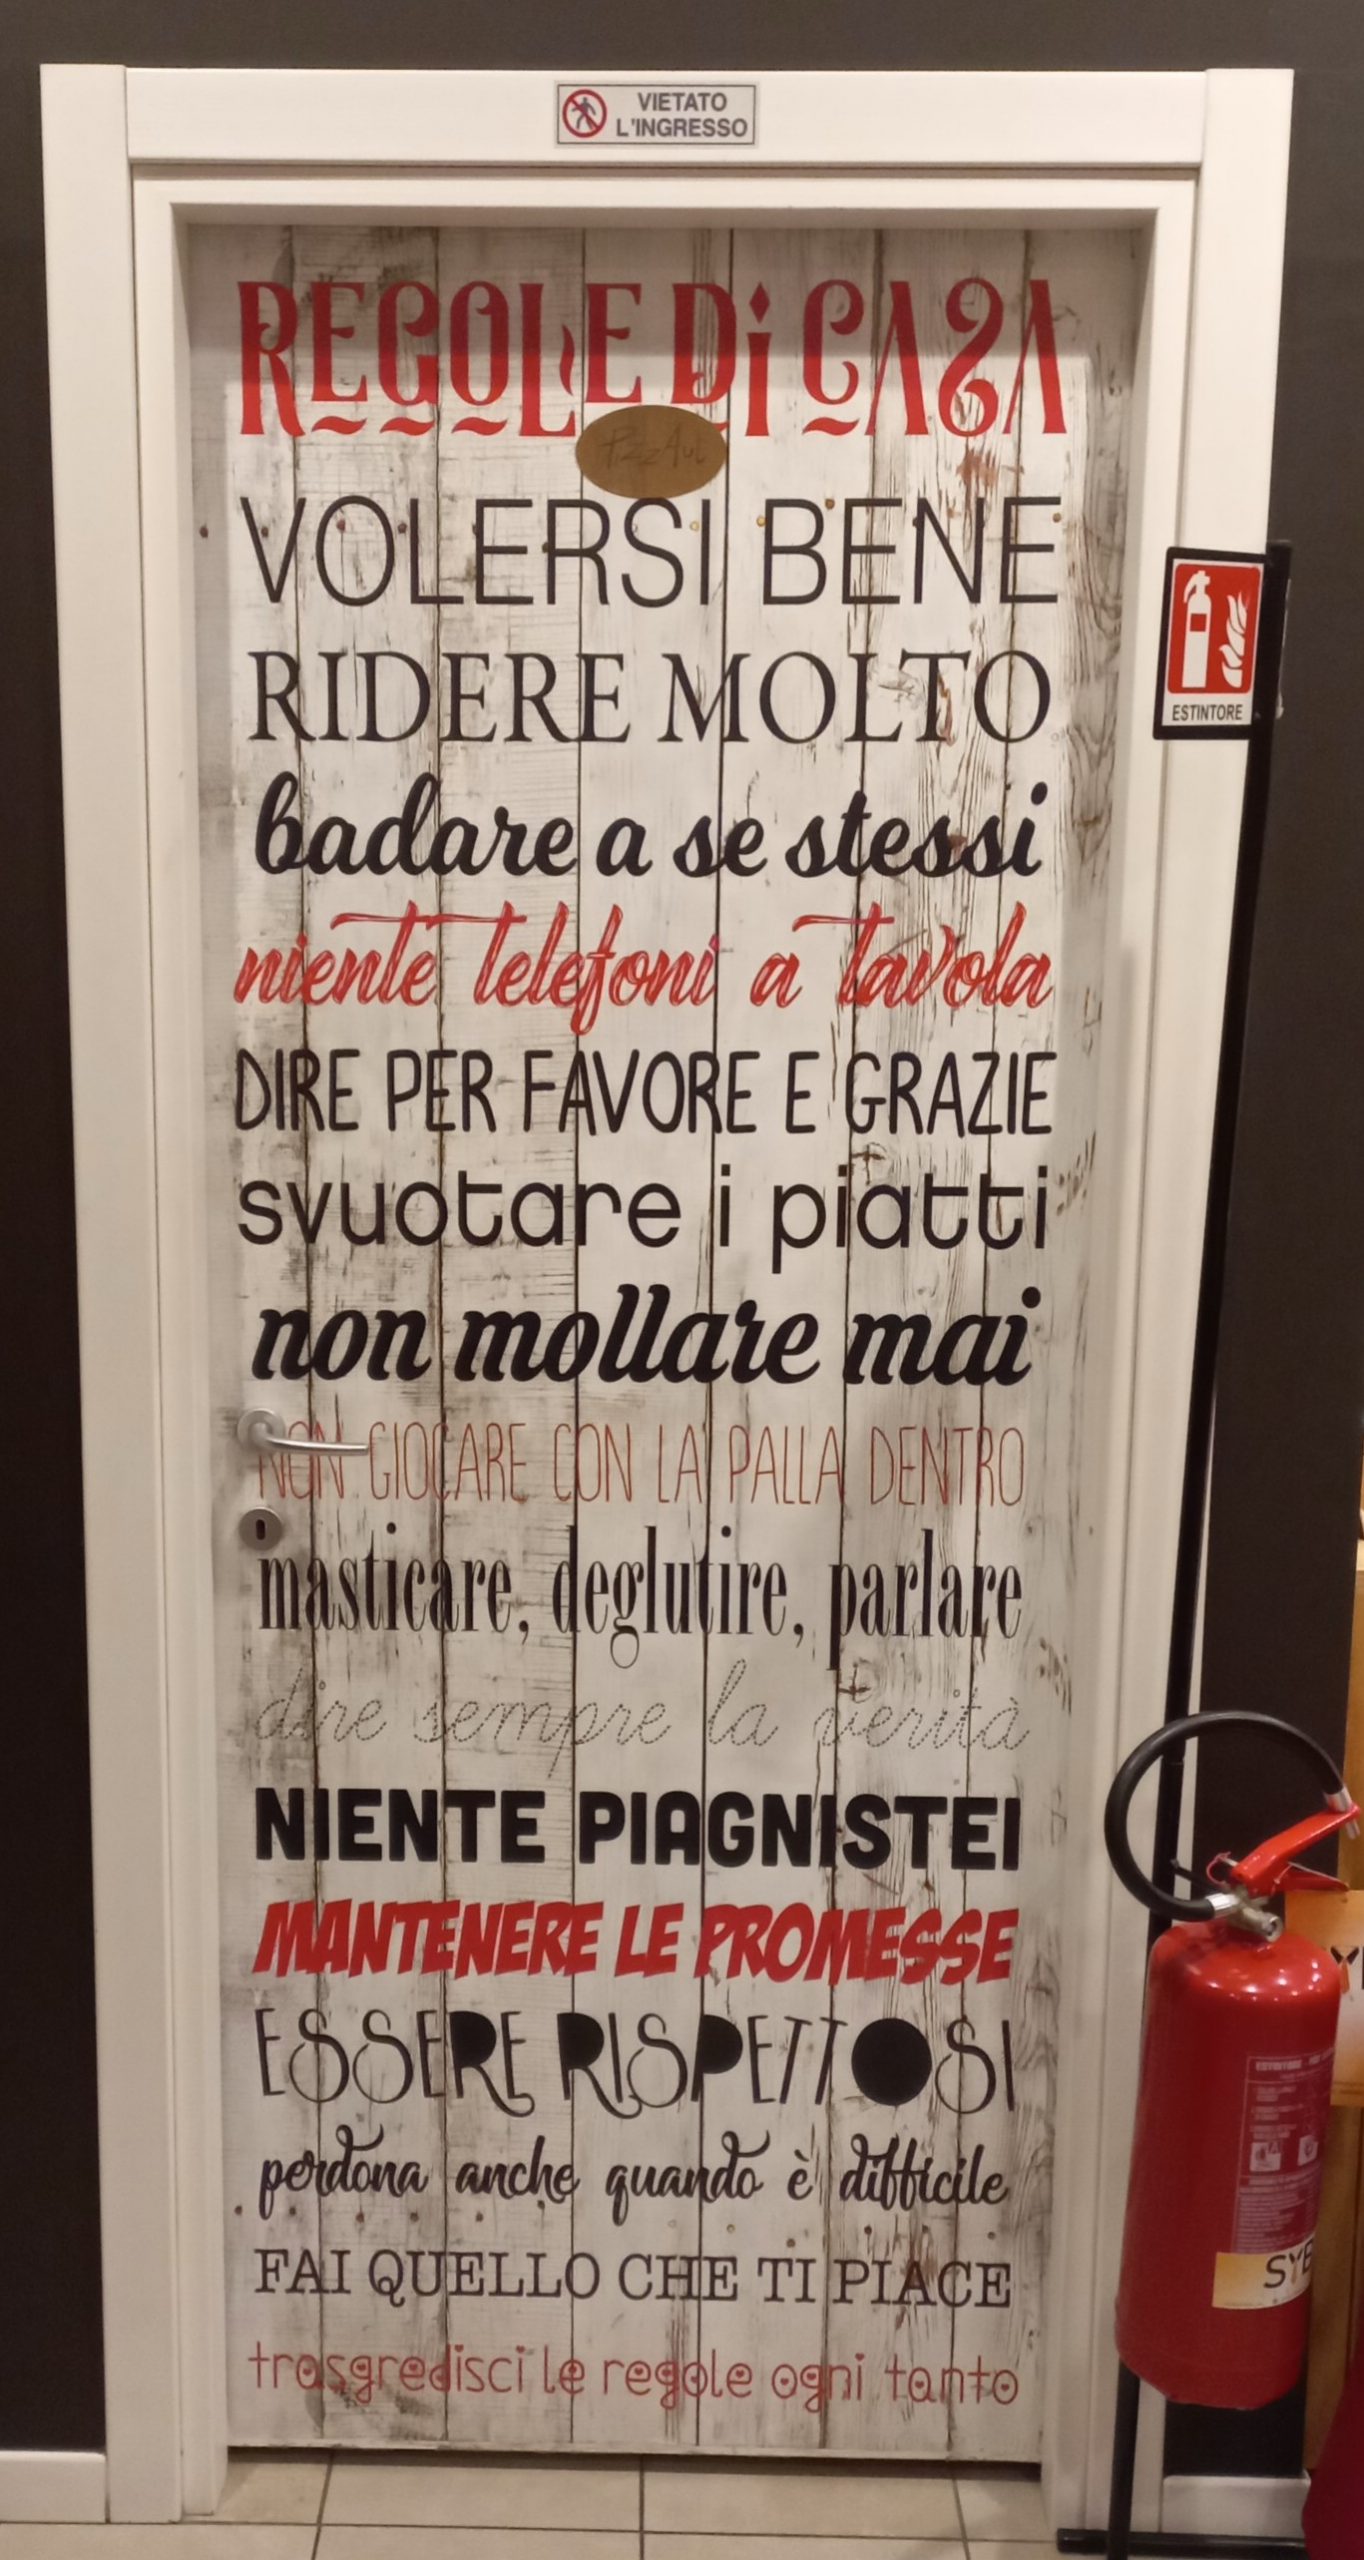 VIETATO
L'INGRESSO
REGOLE Di CASA
PizzAut
VOLERSI BENE
RIDERE MOLTO
badare a se stessi
niente telefoni a tavola
DIRE PER FAVORE E GRAZIE
svuotare i piatti
non mollare mai
NON GIOCARE CON LA PALLA DENTRO
masticare, deglutire, parlare
dire sempre la verità
NIENTE PIAGNISTEI
MANTENERE LE PROMESSE
ESSERE RISPETTOSI
perdona anche quando è difficile
FAI QUELLO CHE TI PIACE
trasgredisci le regole ogni tanto
ESTINTORE